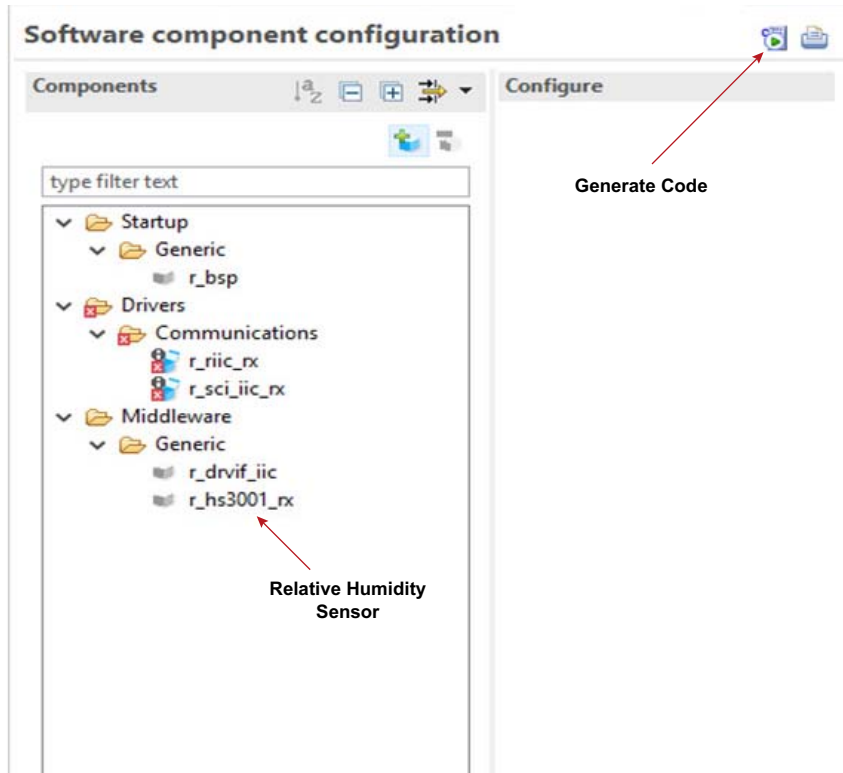 Software component configuration
Components
Configure
type filter text
Generate Code
Startup
Generic
r_bsp
Drivers
Communications
r_riic_rx
r_sci_iic_rx
Middleware
Generic
r_drvif_iic
r_hs3001_rx
Relative Humidity
Sensor